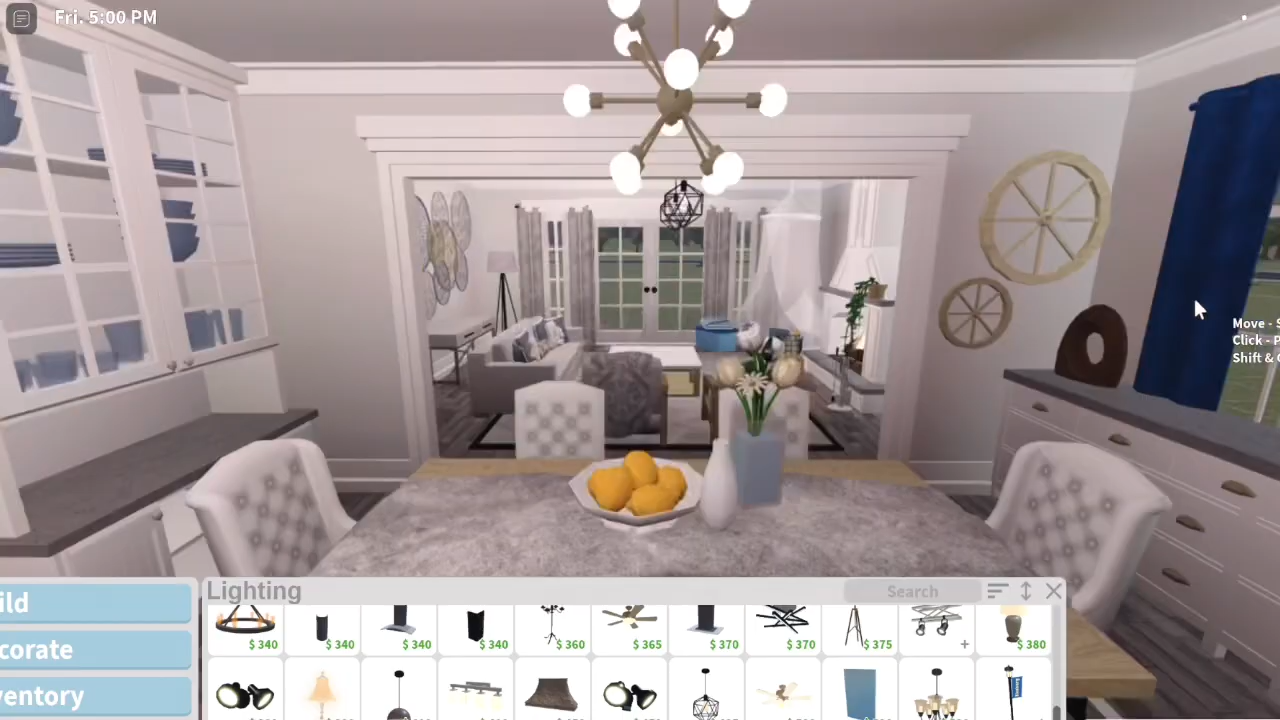 Fri. 5:00 PM
Move - S
Click - P
Shift & C
ild
corate
ventory
Lighting
Search
$ 340
$ 340
$ 340
$ 340
$ 360
$ 365
$ 370
$ 370
$ 375
+
$ 380